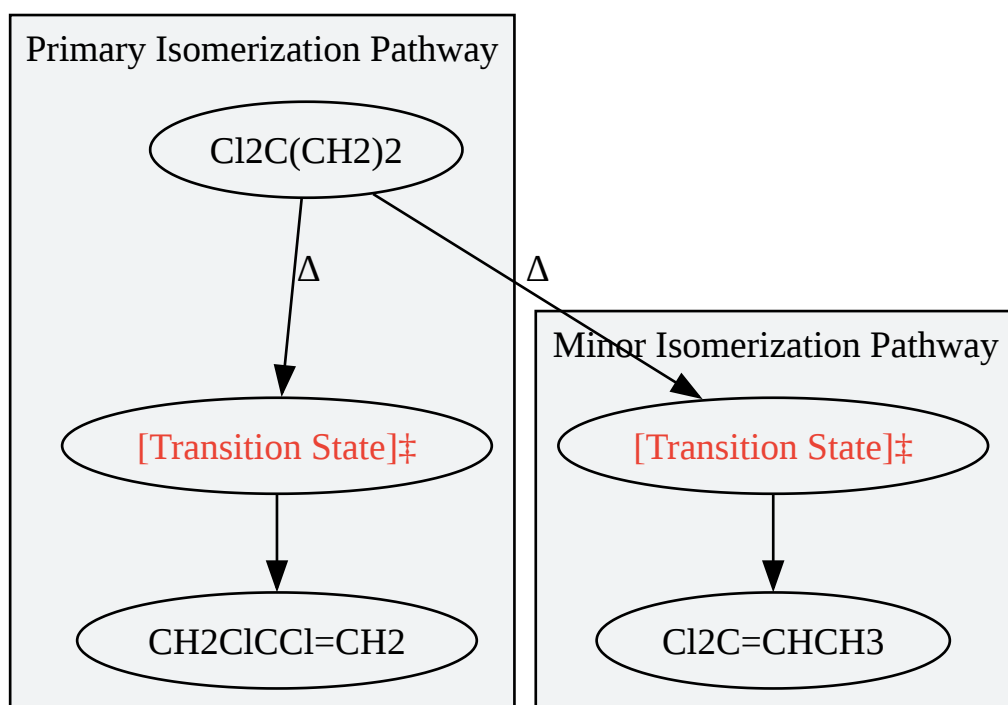 Primary Isomerization Pathway
Cl2C(CH2)2
Δ
Δ
Minor Isomerization Pathway
[Transition State]‡
[Transition State]‡
CH2ClCCl=CH2
Cl2C=CHCH3